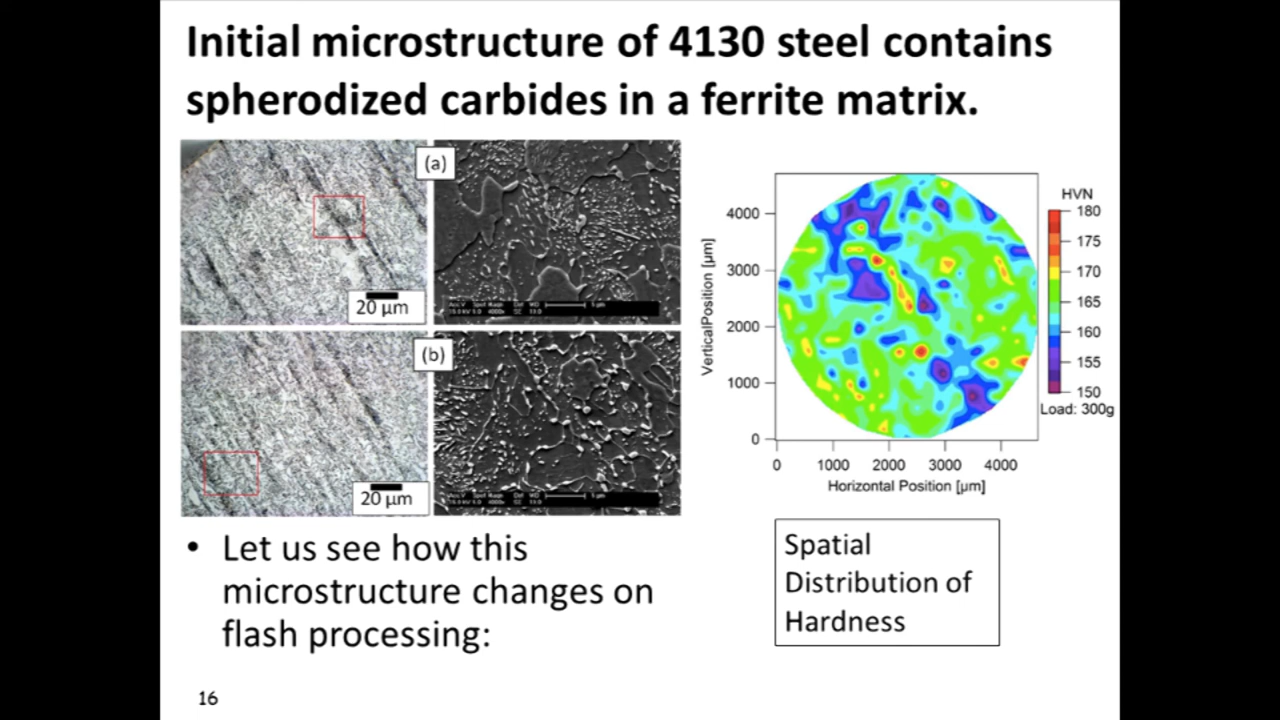 Initial microstructure of 4130 steel contains
spherodized carbides in a ferrite matrix.
(a)
20 µm
(b)
20 µm
HVN
180
175
170
165
160
155
150
Load: 300g
VerticalPosition [µm]
4000
3000
2000
1000
0
0 1000 2000 3000 4000
Horizontal Position [µm]
• Let us see how this
microstructure changes on
flash processing:
Spatial
Distribution of
Hardness
16